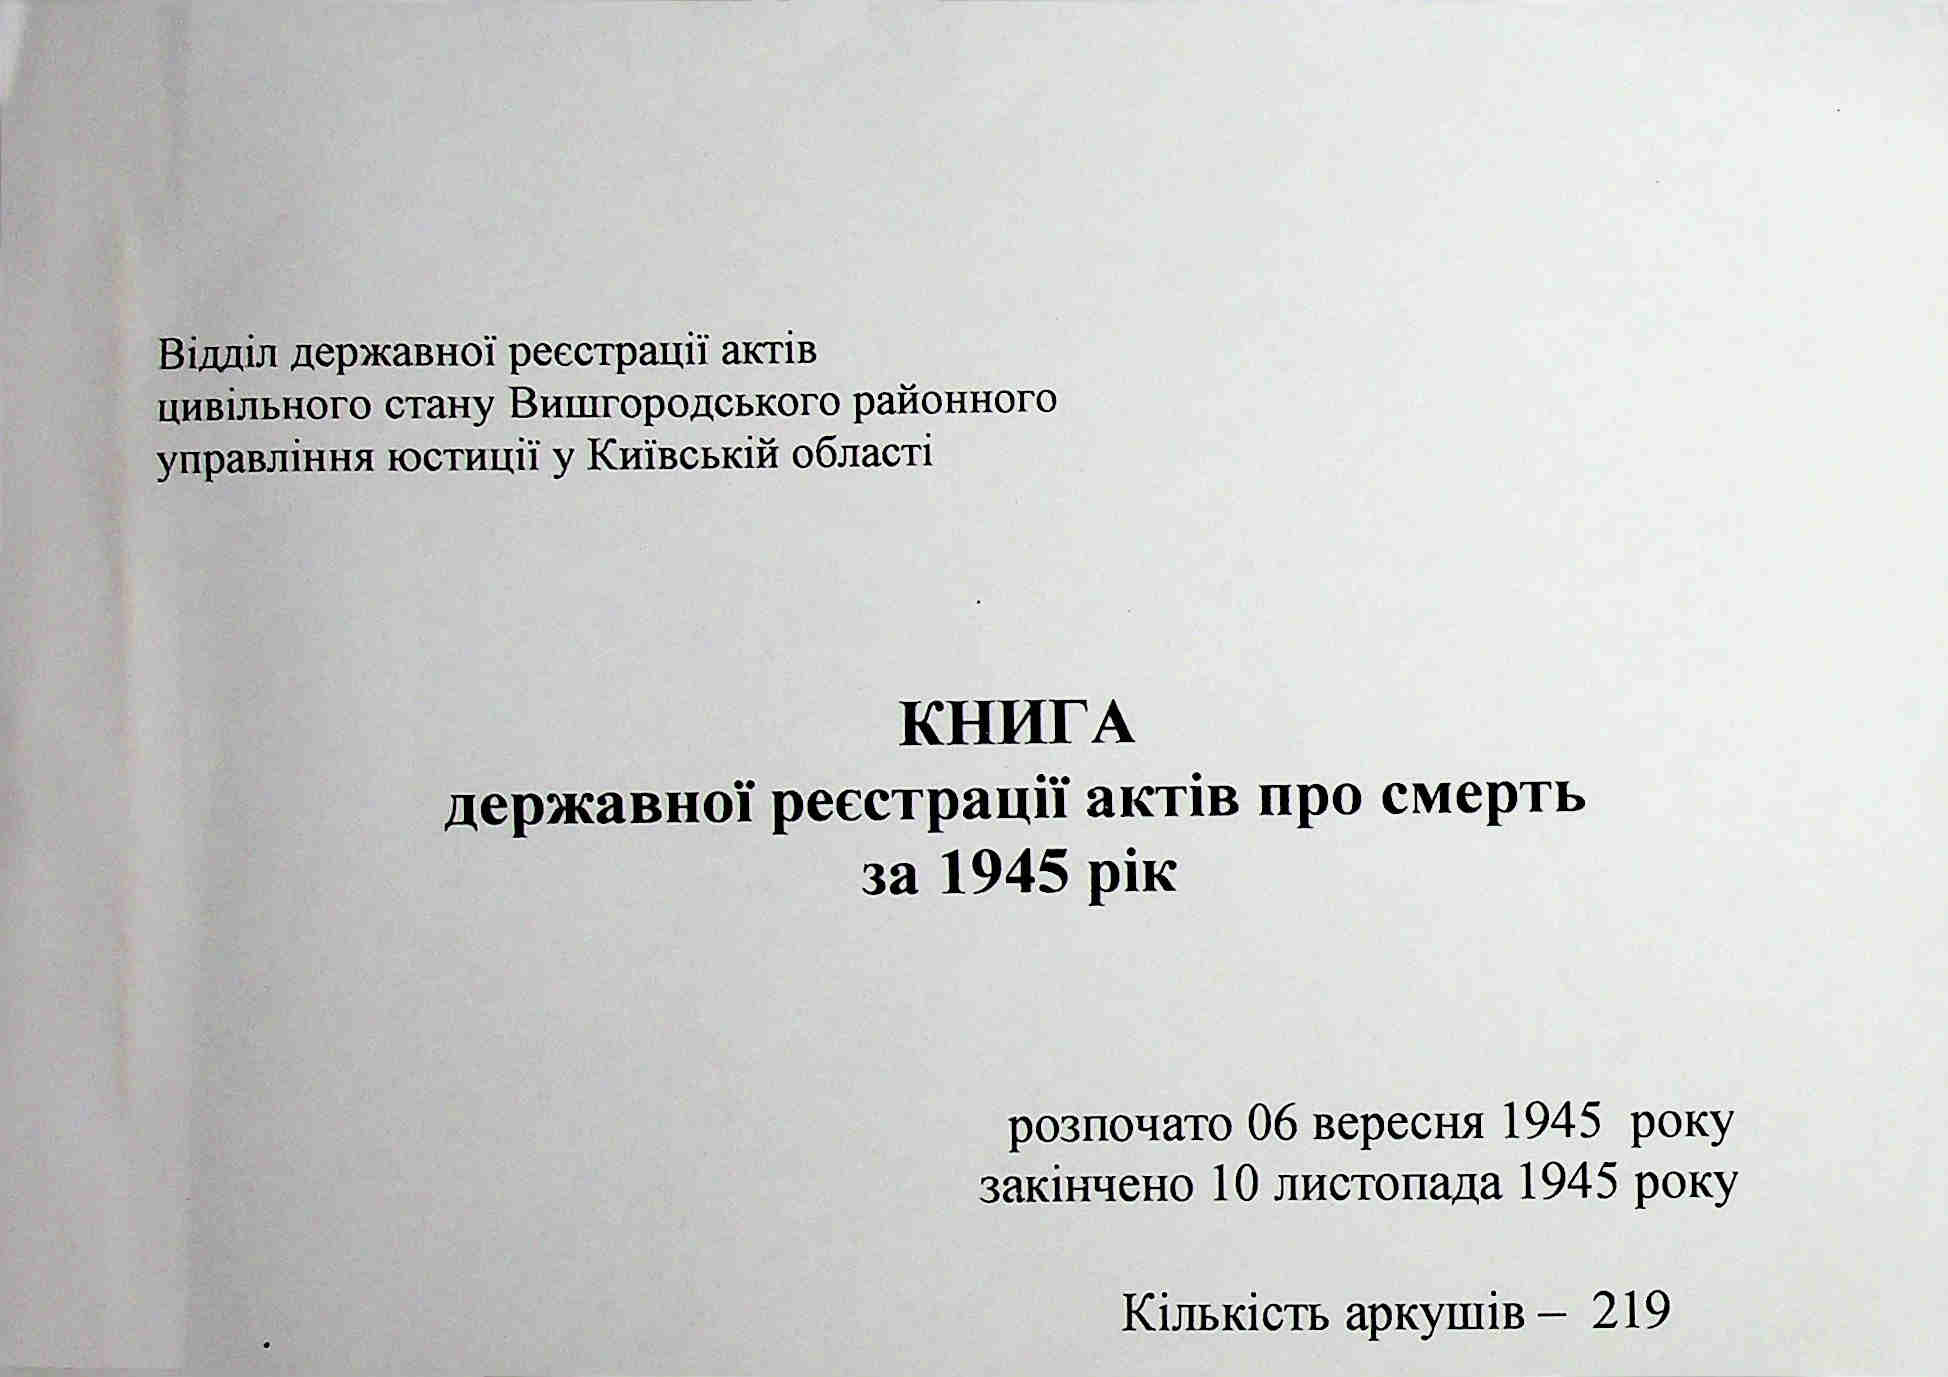 Відділ державної реєстрації актів
цивільного стану Вишгородського районного
управління юстиції у Київській області
КНИГА
державної реєстрації актів про смерть
за 1945 рік
розпочато 06 вересня 1945 року
закінчено 10 листопада 1945 року
Кількість аркушів – 219